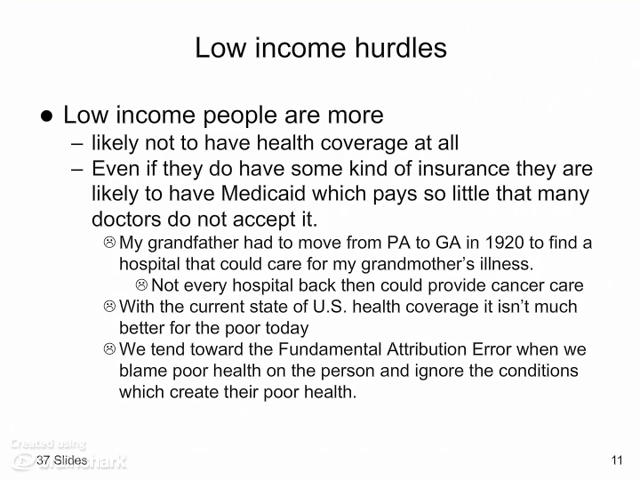 Low income hurdles
● Low income people are more
– likely not to have health coverage at all
– Even if they do have some kind of insurance they are
likely to have Medicaid which pays so little that many
doctors do not accept it.
☹ My grandfather had to move from PA to GA in 1920 to find a
hospital that could care for my grandmother's illness.
☹ Not every hospital back then could provide cancer care
☹ With the current state of U.S. health coverage it isn't much
better for the poor today
☹ We tend toward the Fundamental Attribution Error when we
blame poor health on the person and ignore the conditions
which create their poor health.
Created using
brainshark
37 Slides
11